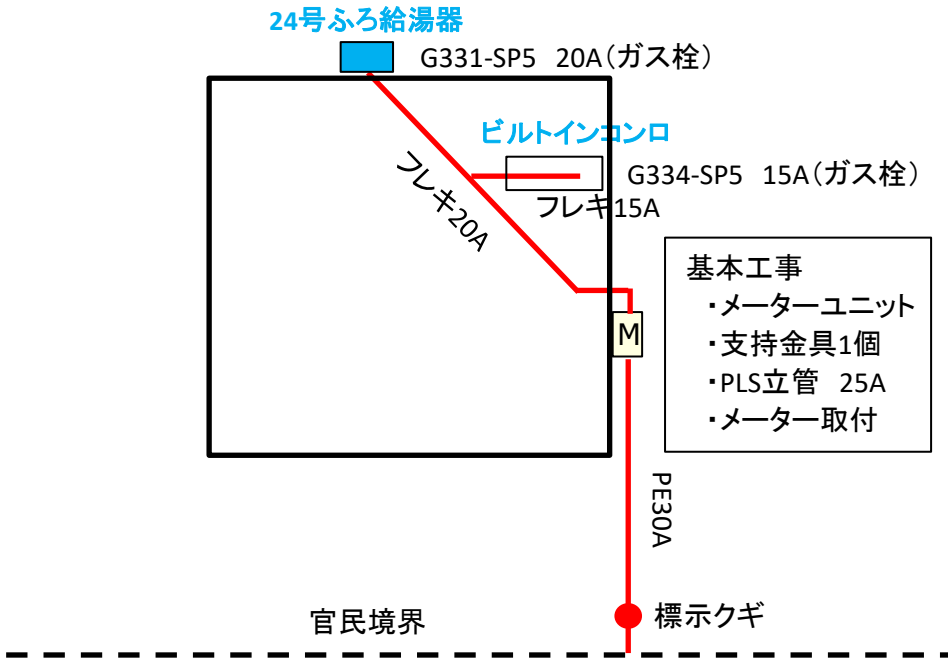 24号ふろ給湯器
G331-SP5 20A(ガス栓)
ビルトインコンロ
G334-SP5 15A(ガス栓)
フレキ15A
フレキ20A
基本工事
・メーターユニット
・支持金具1個
・PLS立管 25A
・メーター取付
M
PE30A
標示クギ
官民境界